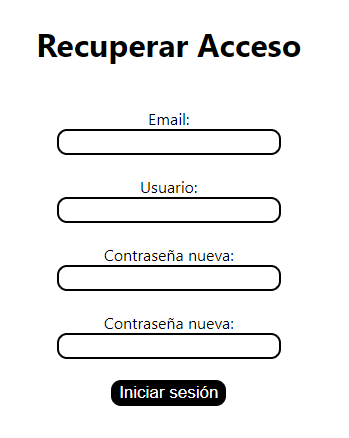 Recuperar Acceso
Email:
Usuario:
Contraseña nueva:
Contraseña nueva:
Iniciar sesión